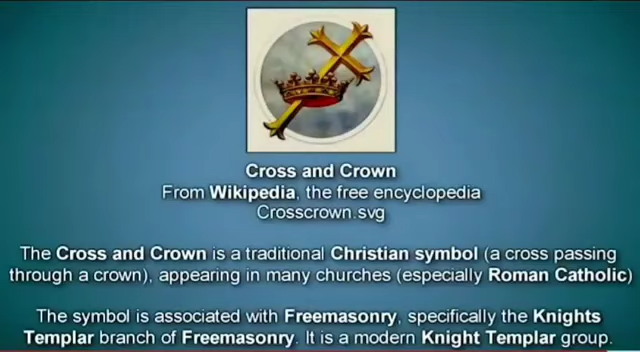 Cross and Crown
From Wikipedia, the free encyclopedia
Crosscrown.svg
The Cross and Crown is a traditional Christian symbol (a cross passing
through a crown), appearing in many churches (especially Roman Catholic)
The symbol is associated with Freemasonry, specifically the Knights
Templar branch of Freemasonry. It is a modern Knight Templar group.